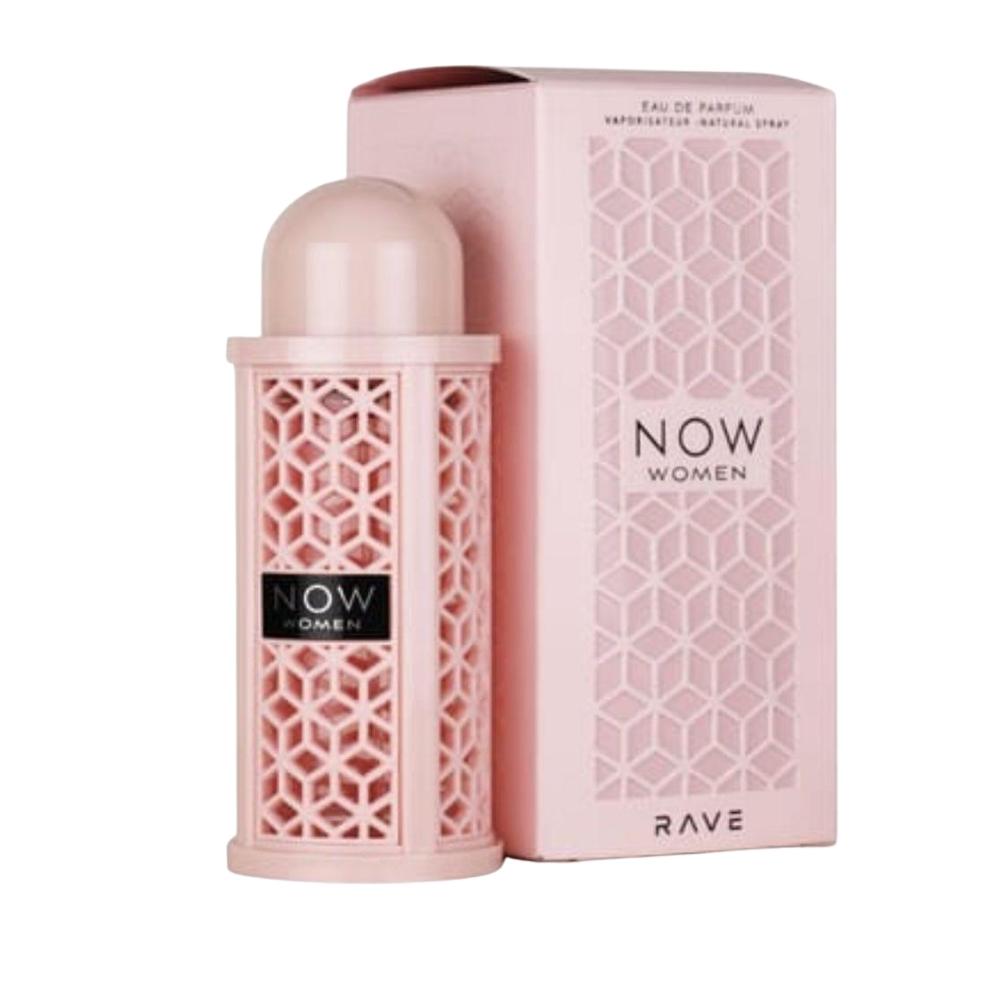 EAU DE PARFUM
VAPORISATEUR - NATURAL SPRAY
NOW
WOMEN
RAVE
NOW
WOMEN